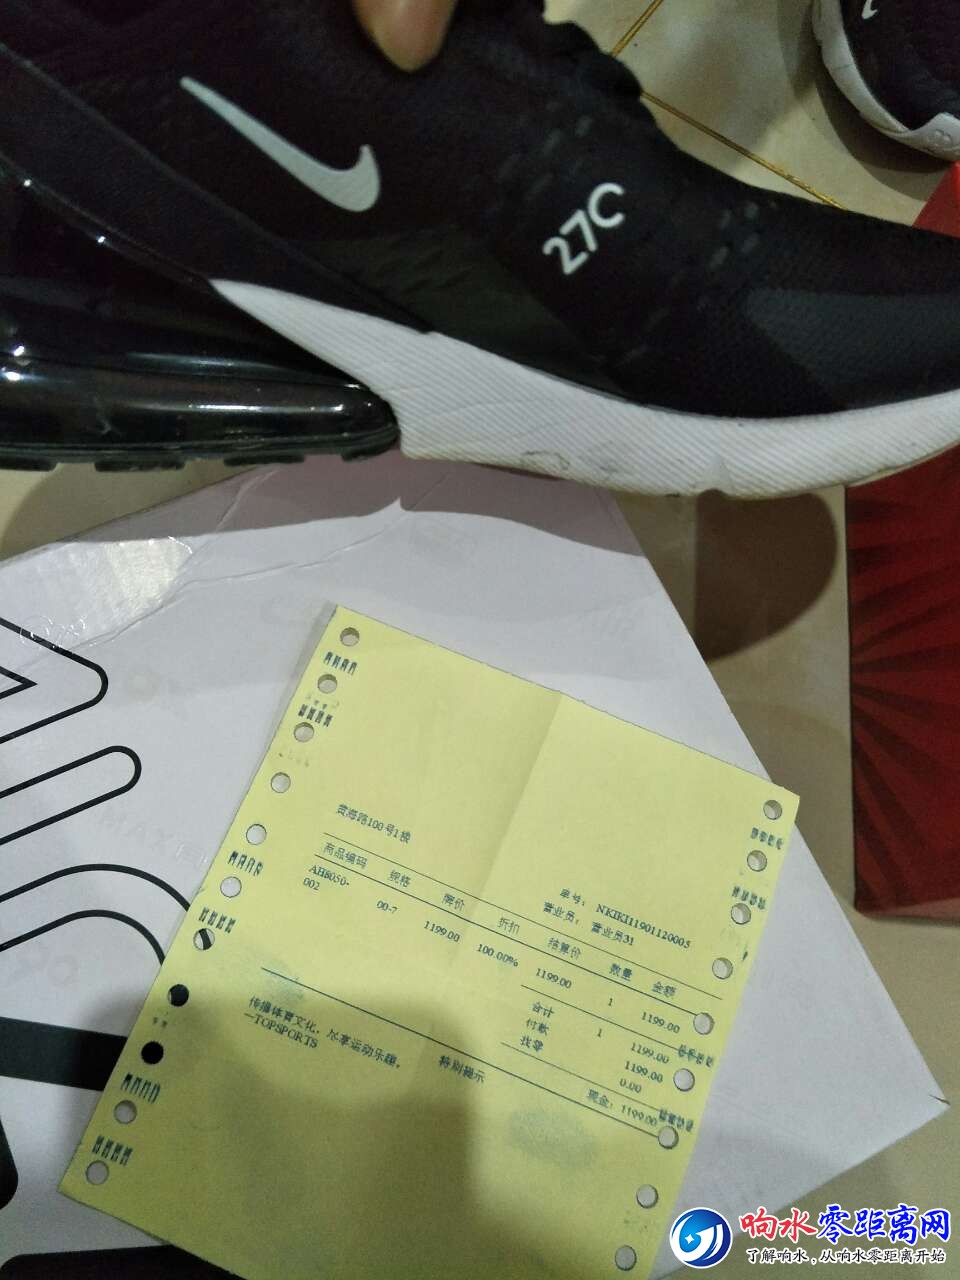 27C
黄海路100号1楼
单号: NKIKI11901120005
营业员: 营业员31
商品编码 规格 牌价 折扣 结算价 数量 金额
AH8050-002 00-7 1199.00 100.00% 1199.00 1 1199.00
合计 1 1199.00
付款 1199.00
找零 0.00
现金: 1199.00
特别提示
传播体育文化, 尽享运动乐趣。
—TOPSPORTS
响水零距离网
了解响水,从响水零距离开始